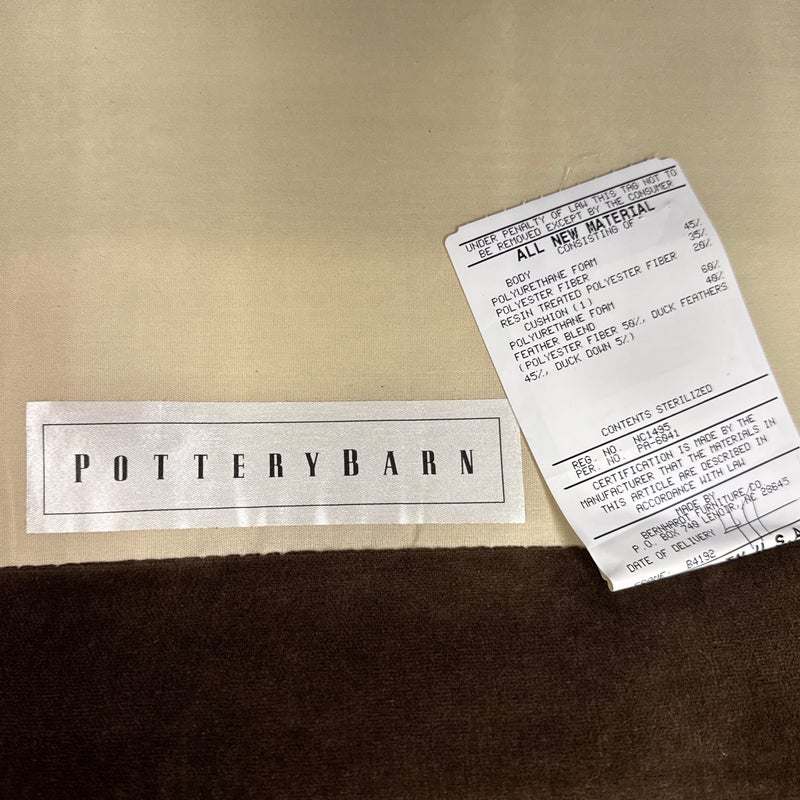 POTTERYBARN
UNDER PENALTY OF LAW THIS TAG NOT TO
BE REMOVED EXCEPT BY THE CONSUMER
ALL NEW MATERIAL
CONSISTING OF
BODY
POLYURETHANE FOAM 45%
POLYESTER FIBER 35%
RESIN TREATED POLYESTER FIBER 20%
CUSHION (1)
POLYURETHANE FOAM 60%
FEATHER BLEND 40%
(POLYESTER FIBER 50%, DUCK FEATHERS
45%, DUCK DOWN 5%)
CONTENTS STERILIZED
REG. NO. NC1495
PER. NO. PA-6041
CERTIFICATION IS MADE BY THE
MANUFACTURER THAT THE MATERIALS IN
THIS ARTICLE ARE DESCRIBED IN
ACCORDANCE WITH LAW
MADE BY
BERNHARDT FURNITURE CO.
P.O. BOX 740 LENOIR, NC 28645
DATE OF DELIVERY
84192